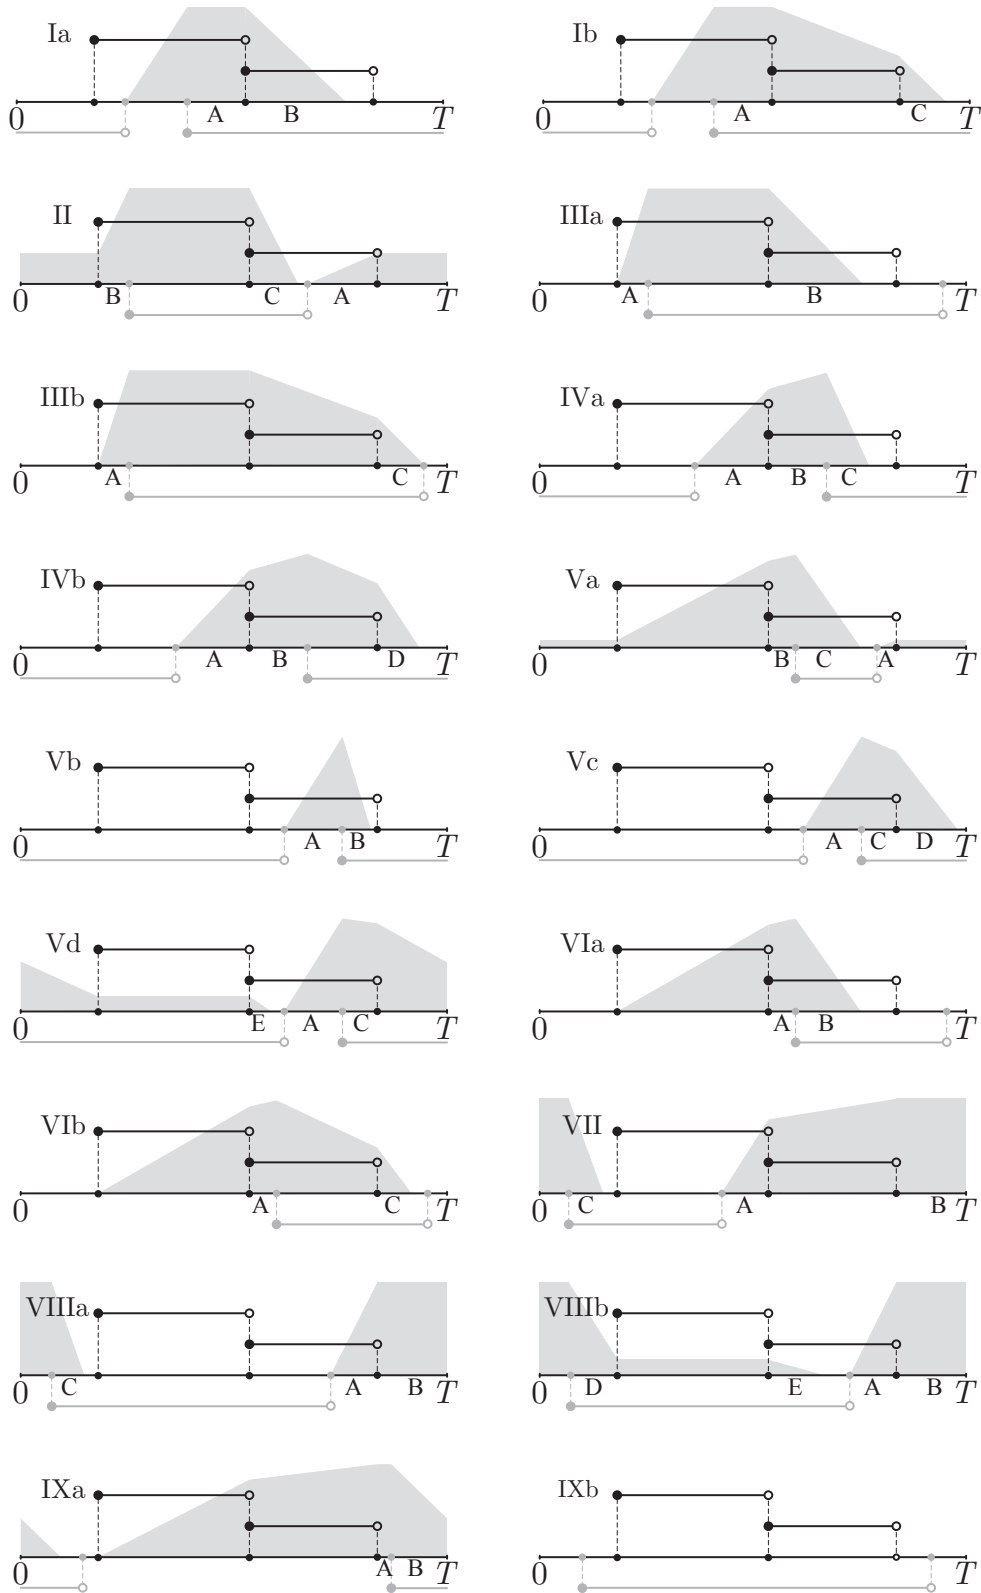 Ia
0 A B T
Ib
0 A C T
II
0 B C A T
IIIa
0 A B T
IIIb
0 A C T
IVa
0 A B C T
IVb
0 A B D T
Va
0 B C A T
Vb
0 A B T
Vc
0 A C D T
Vd
0 E A C T
VIa
0 A B T
VIb
0 A C T
VII
0 C A B T
VIIIa
0 C A B T
VIIIb
0 D E A B T
IXa
0 A B T
IXb
0 T